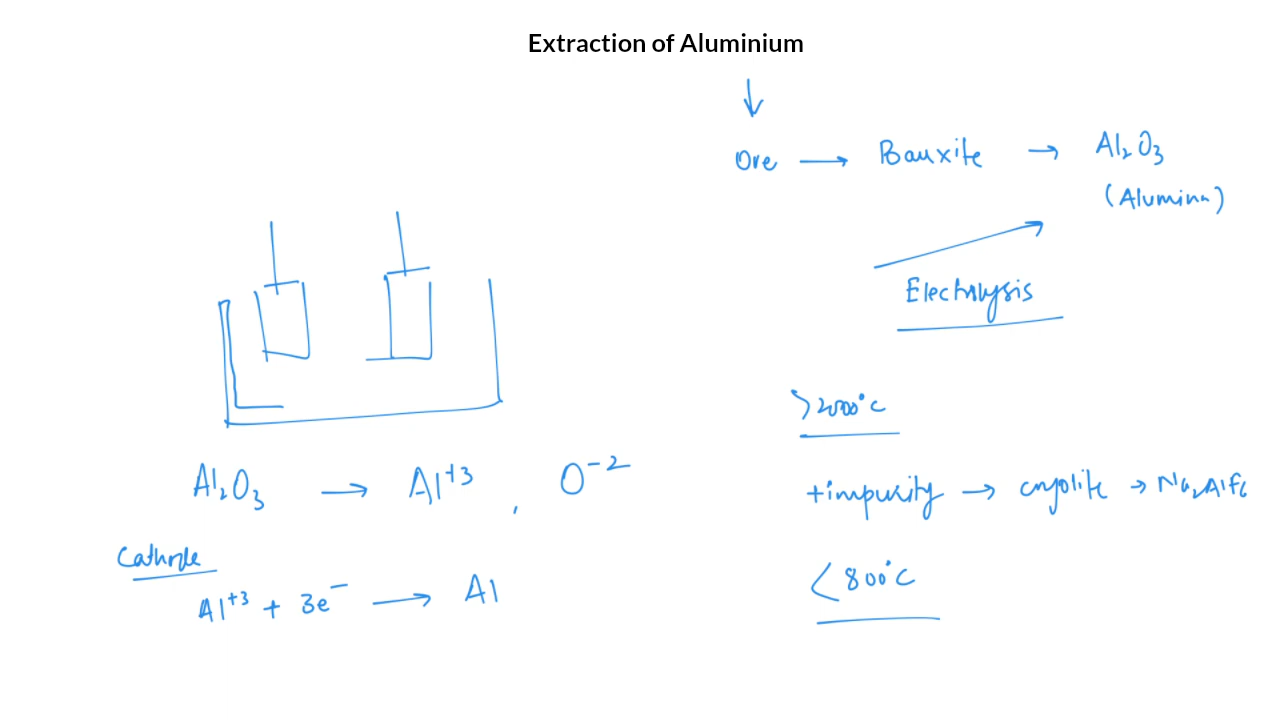 Extraction of Aluminium
↓
Ore → Bauxite → Al₂O₃
(Alumina)
Electrolysis
>2000°C
+impurity → cryolite → Na₂AlF₆
<800°C
Al₂O₃ → Al⁺³ , O⁻²
Cathode
Al⁺³ + 3e⁻ → Al